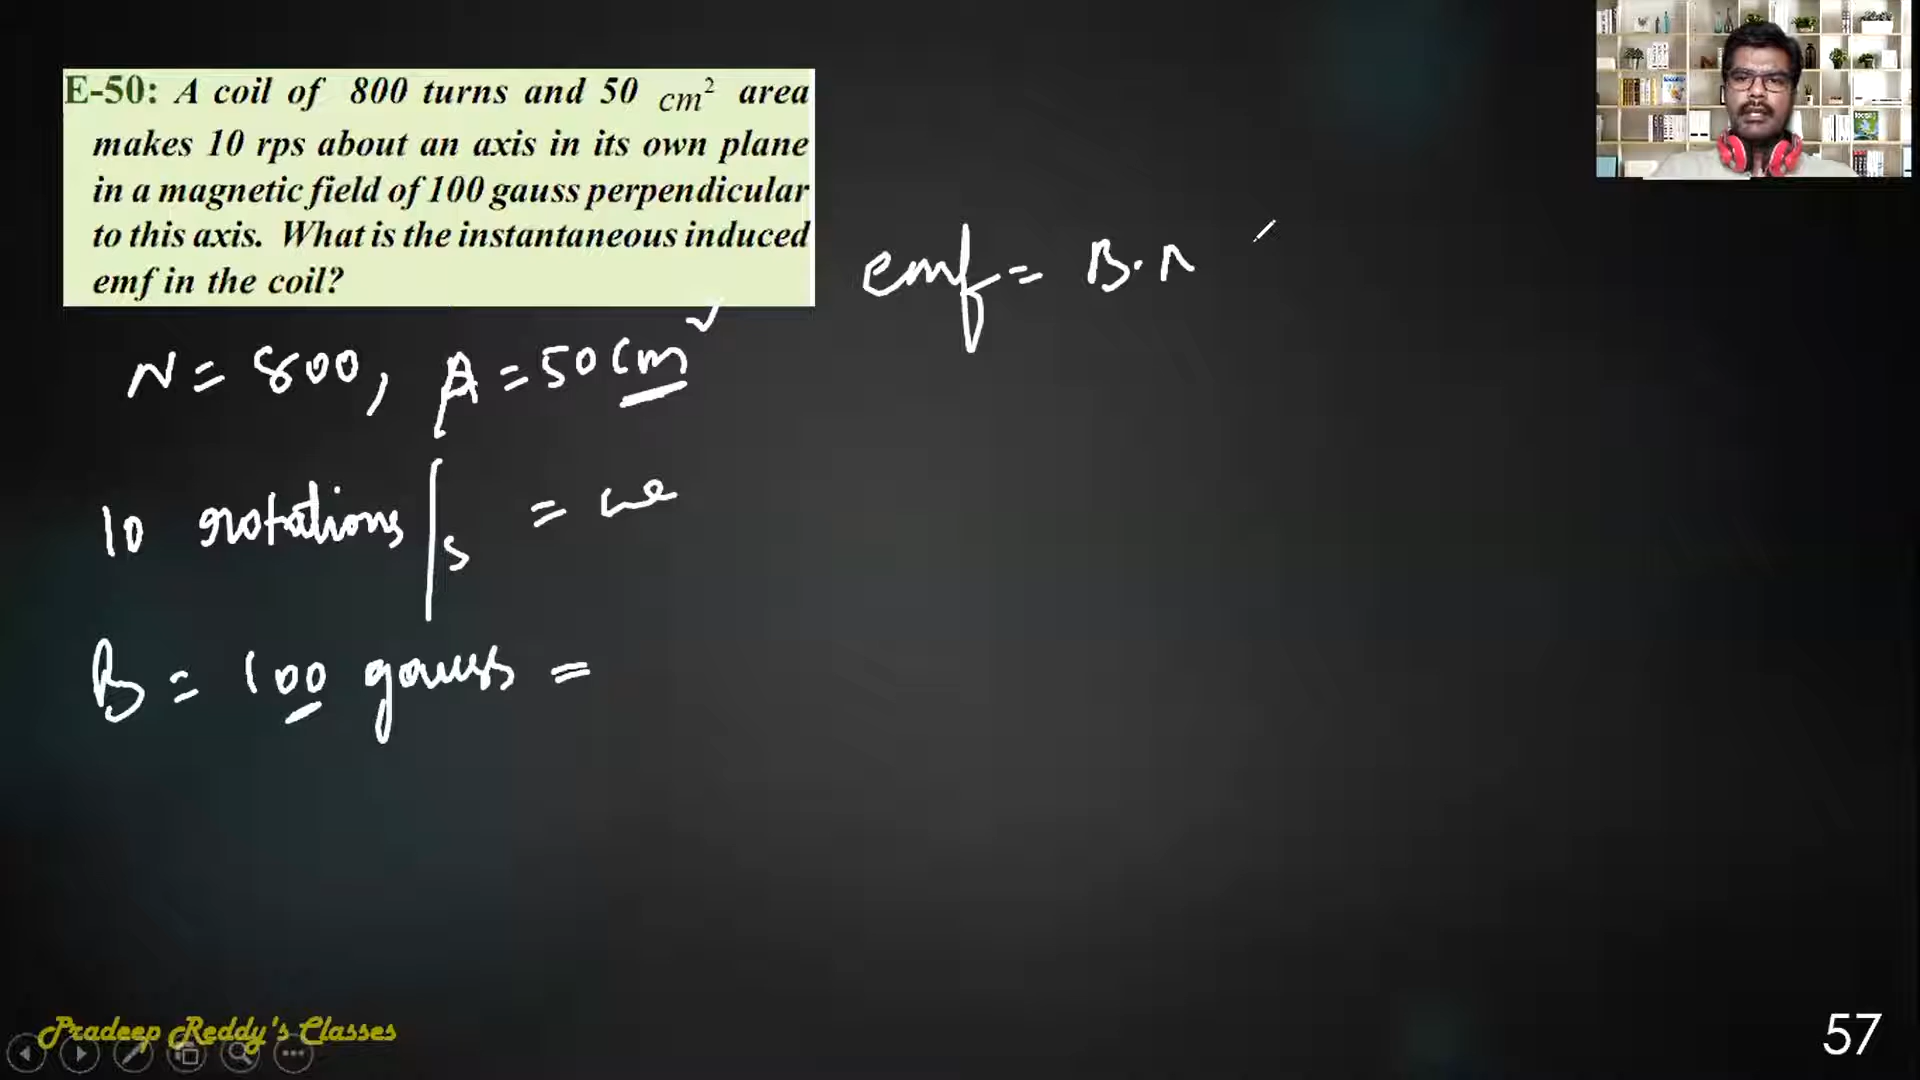 E-50: A coil of 800 turns and 50 cm² area
makes 10 rps about an axis in its own plane
in a magnetic field of 100 gauss perpendicular
to this axis. What is the instantaneous induced
emf in the coil?
emf = B. A
N = 800, A = 50 cm²
10 rotations/s = ω
B = 100 gauss =
Pradeep Reddy's Classes
57